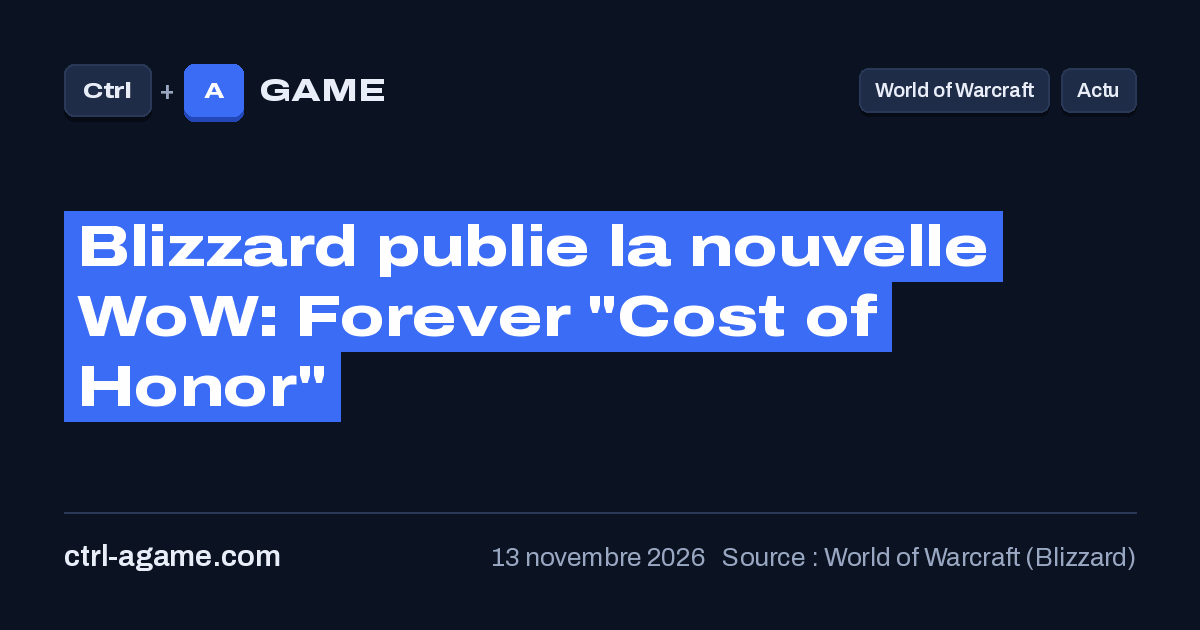 Ctrl + A GAME
World of Warcraft Actu
Blizzard publie la nouvelle
WoW: Forever "Cost of
Honor"
ctrl-agame.com
13 novembre 2026 Source : World of Warcraft (Blizzard)